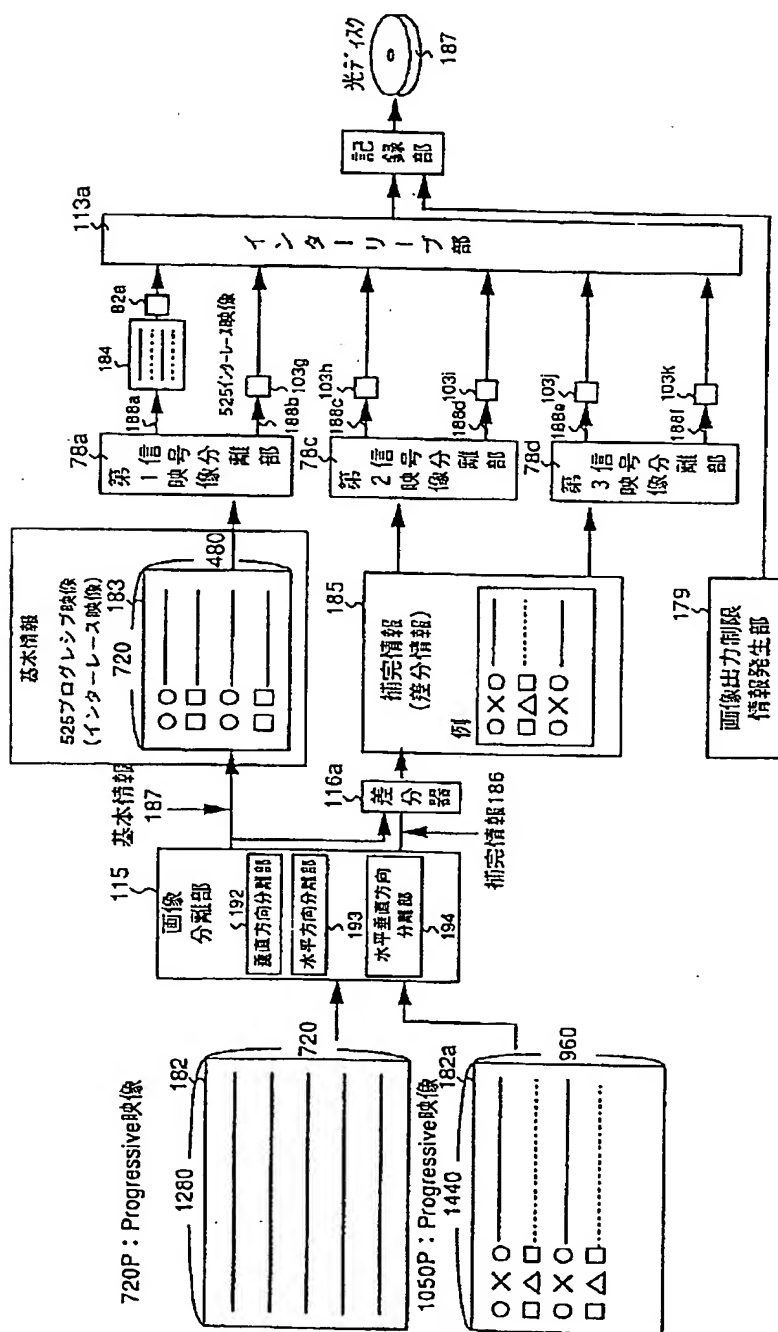 720P：Progressive映像
1280
182
720
1050P：Progressive映像
1440
182a
960
○×○
□△□
○×○
□△□
115
画像
分離部
192
垂直方向分離部
193
水平方向分離部
水平垂直方向
分離部
194
基本情報
187
116a
差分器
補完情報186
基本情報
525プログレシブ映像
(インターレース映像)
720
183
480
○○
□□
○○
□□
185
補完情報
(差分情報)
例
○×○
□△□
○×○
179
画像出力制限
情報発生部
78a
第1信号
映像分離部
188a
184
82a
525インターレース映像
188b
103g
78c
第2信号
映像分離部
188c
103h
188d
103i
78d
第3信号
映像分離部
188e
103j
188f
103k
113a
インターリーブ部
記録部
光ディスク
187